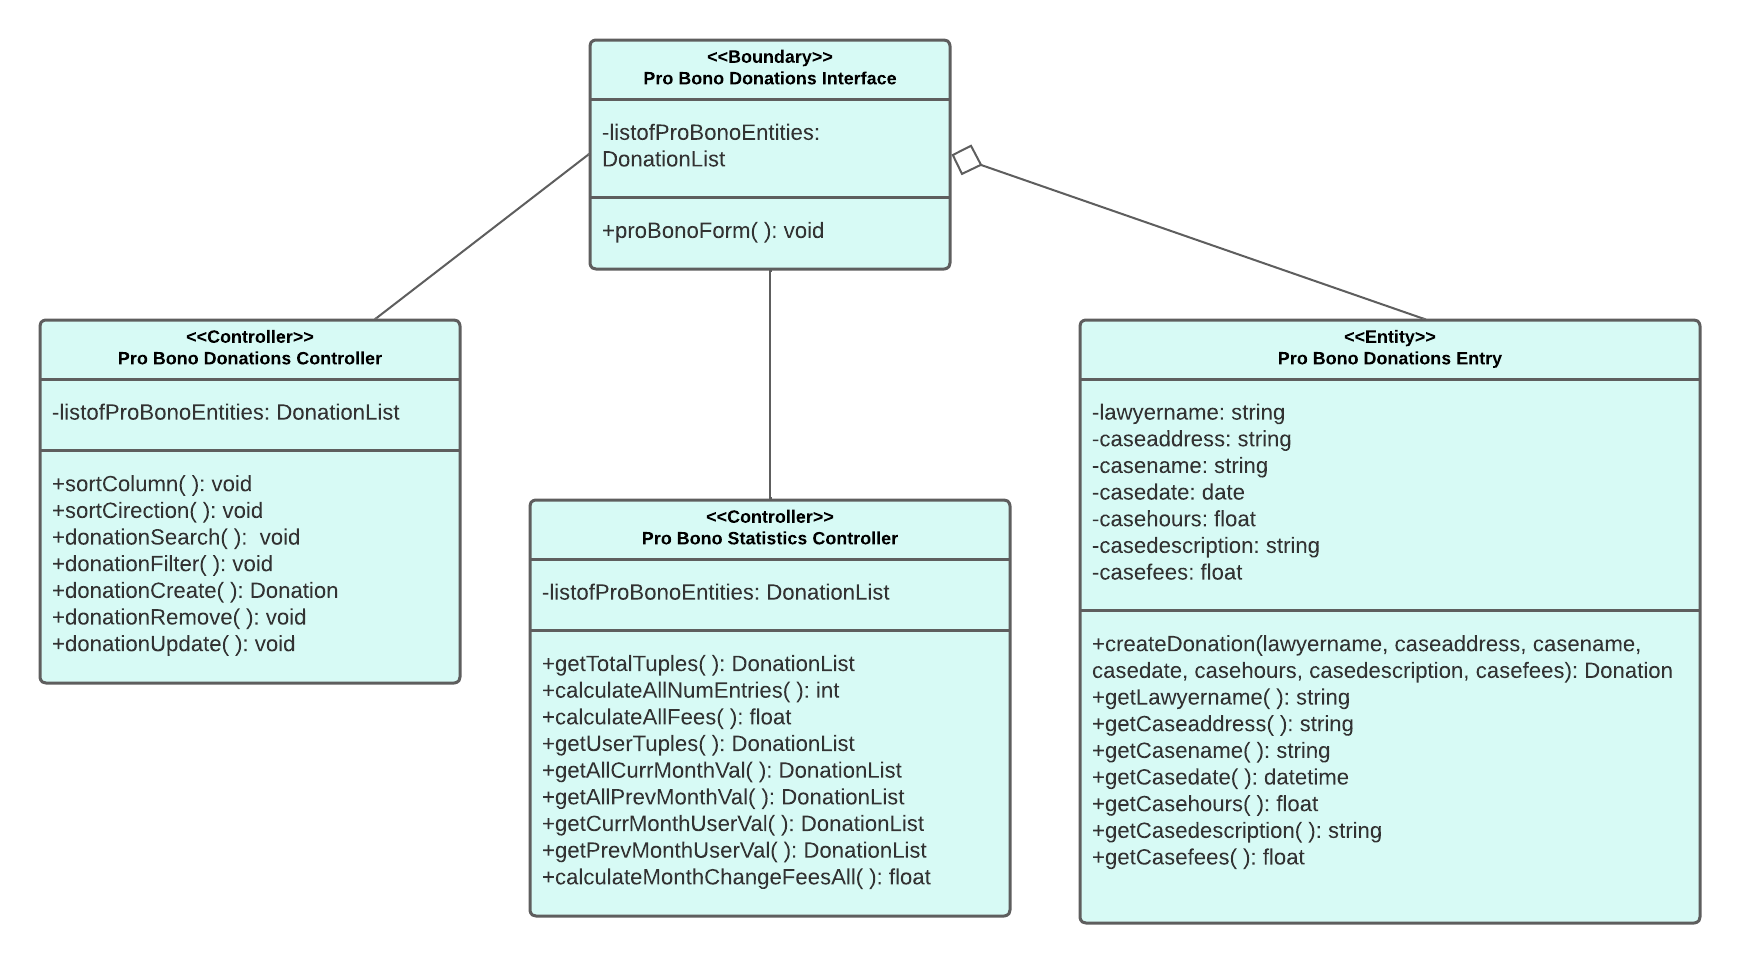 <<Boundary>>
Pro Bono Donations Interface
-listofProBonoEntities:
DonationList
+proBonoForm( ): void
<<Controller>>
Pro Bono Donations Controller
-listofProBonoEntities: DonationList
+sortColumn( ): void
+sortCirection( ): void
+donationSearch( ):  void
+donationFilter( ): void
+donationCreate( ): Donation
+donationRemove( ): void
+donationUpdate( ): void
<<Controller>>
Pro Bono Statistics Controller
-listofProBonoEntities: DonationList
+getTotalTuples( ): DonationList
+calculateAllNumEntries( ): int
+calculateAllFees( ): float
+getUserTuples( ): DonationList
+getAllCurrMonthVal( ): DonationList
+getAllPrevMonthVal( ): DonationList
+getCurrMonthUserVal( ): DonationList
+getPrevMonthUserVal( ): DonationList
+calculateMonthChangeFeesAll( ): float
<<Entity>>
Pro Bono Donations Entry
-lawyername: string
-caseaddress: string
-casename: string
-casedate: date
-casehours: float
-casedescription: string
-casefees: float
+createDonation(lawyername, caseaddress, casename,
casedate, casehours, casedescription, casefees): Donation
+getLawyername( ): string
+getCaseaddress( ): string
+getCasename( ): string
+getCasedate( ): datetime
+getCasehours( ): float
+getCasedescription( ): string
+getCasefees( ): float